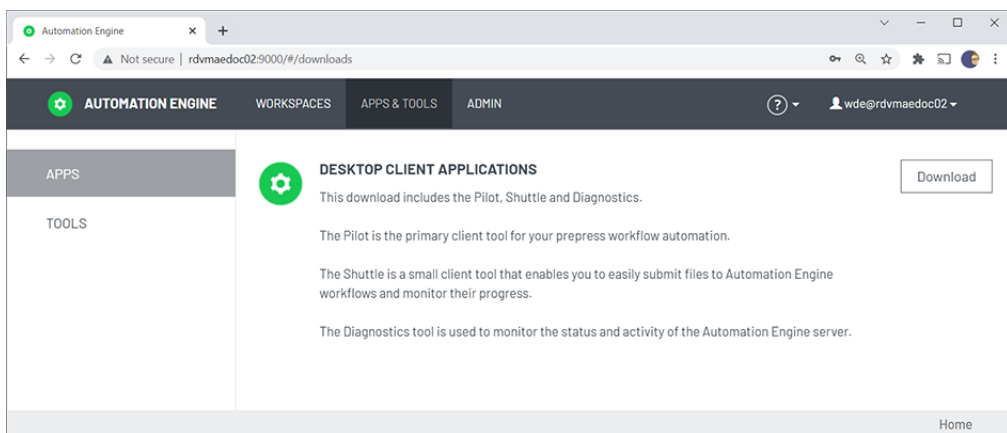 Automation Engine
Not secure | rdvmaedoc02:9000/#/downloads
AUTOMATION ENGINE WORKSPACES APPS & TOOLS ADMIN ? wde@rdvmaedoc02
APPS
TOOLS
DESKTOP CLIENT APPLICATIONS
Download
This download includes the Pilot, Shuttle and Diagnostics.
The Pilot is the primary client tool for your prepress workflow automation.
The Shuttle is a small client tool that enables you to easily submit files to Automation Engine
workflows and monitor their progress.
The Diagnostics tool is used to monitor the status and activity of the Automation Engine server.
Home